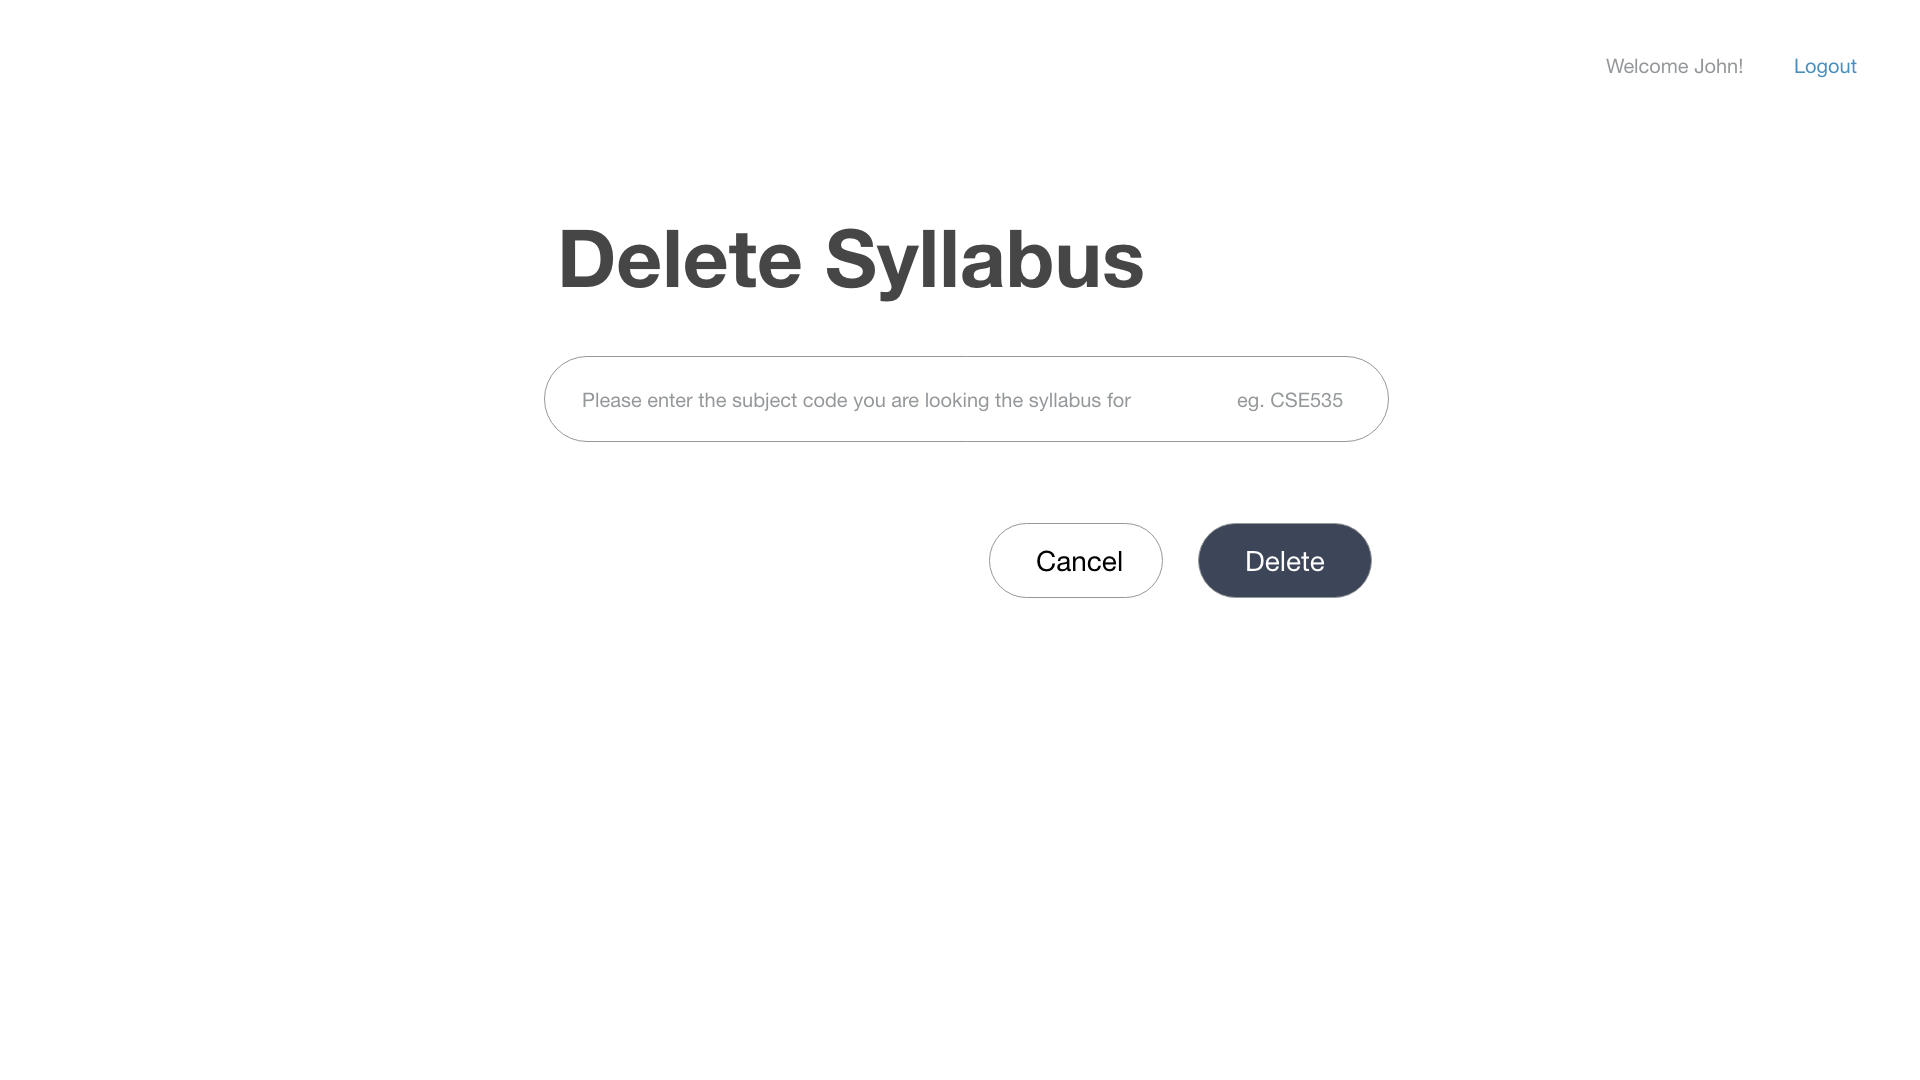 Welcome John! Logout
Delete Syllabus
Please enter the subject code you are looking the syllabus for eg. CSE535
Cancel Delete